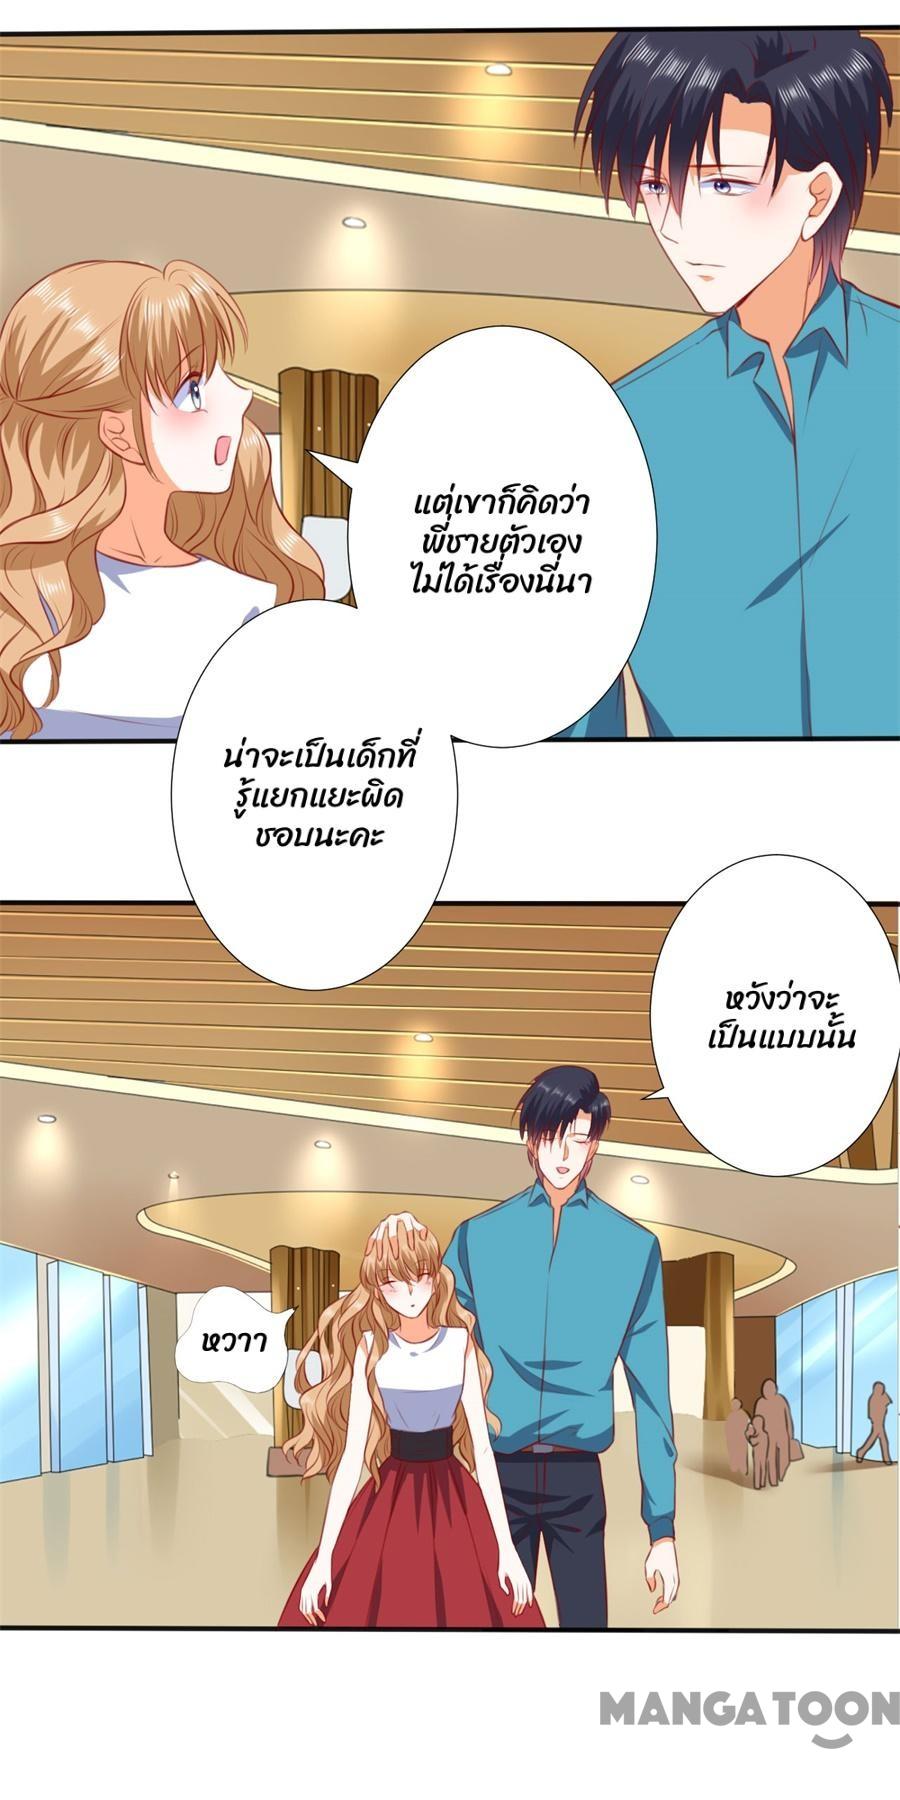 แต่เขาก็คิดว่า
พี่ชายตัวเอง
ไม่ได้เรื่องนี่นา
น่าจะเป็นเด็กที่
รู้แยกแยะผิด
ชอบนะคะ
หวังว่าจะ
เป็นแบบนั้น
หวาา
MANGATOON